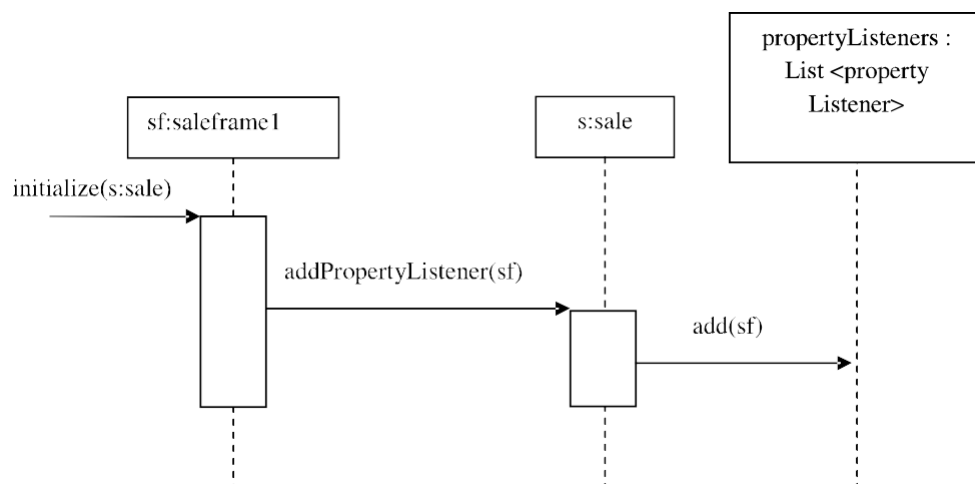 propertyListeners :
List <property
Listener>
sf:saleframe1
s:sale
initialize(s:sale)
addPropertyListener(sf)
add(sf)